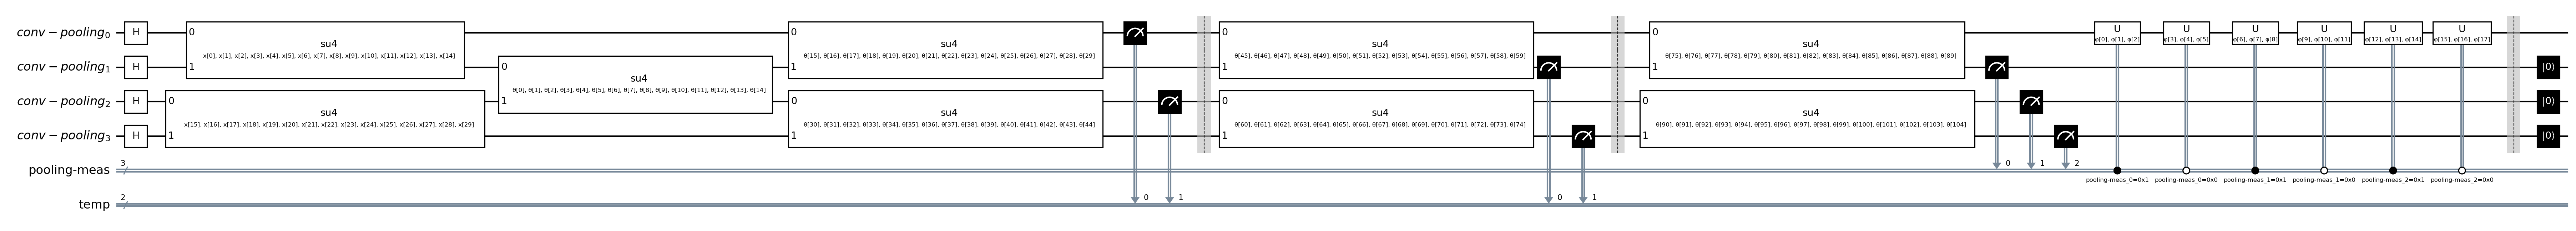 conv − pooling0 H 0 su4 0 su4 0 su4 0 su4 U U U U U U
x[0], x[1], x[2], x[3], x[4], x[5], x[6], x[7], x[8], x[9], x[10], x[11], x[12], x[13], x[14]
θ[15], θ[16], θ[17], θ[18], θ[19], θ[20], θ[21], θ[22], θ[23], θ[24], θ[25], θ[26], θ[27], θ[28], θ[29]
θ[45], θ[46], θ[47], θ[48], θ[49], θ[50], θ[51], θ[52], θ[53], θ[54], θ[55], θ[56], θ[57], θ[58], θ[59]
θ[75], θ[76], θ[77], θ[78], θ[79], θ[80], θ[81], θ[82], θ[83], θ[84], θ[85], θ[86], θ[87], θ[88], θ[89]
φ[0], φ[1], φ[2]
φ[3], φ[4], φ[5]
φ[6], φ[7], φ[8]
φ[9], φ[10], φ[11]
φ[12], φ[13], φ[14]
φ[15], φ[16], φ[17]
conv − pooling1 H 1 0 su4 1 1 1 |0⟩
θ[0], θ[1], θ[2], θ[3], θ[4], θ[5], θ[6], θ[7], θ[8], θ[9], θ[10], θ[11], θ[12], θ[13], θ[14]
conv − pooling2 H 0 su4 1 0 su4 0 su4 0 su4 |0⟩
x[15], x[16], x[17], x[18], x[19], x[20], x[21], x[22], x[23], x[24], x[25], x[26], x[27], x[28], x[29]
θ[30], θ[31], θ[32], θ[33], θ[34], θ[35], θ[36], θ[37], θ[38], θ[39], θ[40], θ[41], θ[42], θ[43], θ[44]
θ[60], θ[61], θ[62], θ[63], θ[64], θ[65], θ[66], θ[67], θ[68], θ[69], θ[70], θ[71], θ[72], θ[73], θ[74]
θ[90], θ[91], θ[92], θ[93], θ[94], θ[95], θ[96], θ[97], θ[98], θ[99], θ[100], θ[101], θ[102], θ[103], θ[104]
conv − pooling3 H 1 1 1 1 |0⟩
pooling-meas 3 0 1 2
pooling-meas_0=0x1 pooling-meas_0=0x0 pooling-meas_1=0x1 pooling-meas_1=0x0 pooling-meas_2=0x1 pooling-meas_2=0x0
temp 2 0 1 0 1